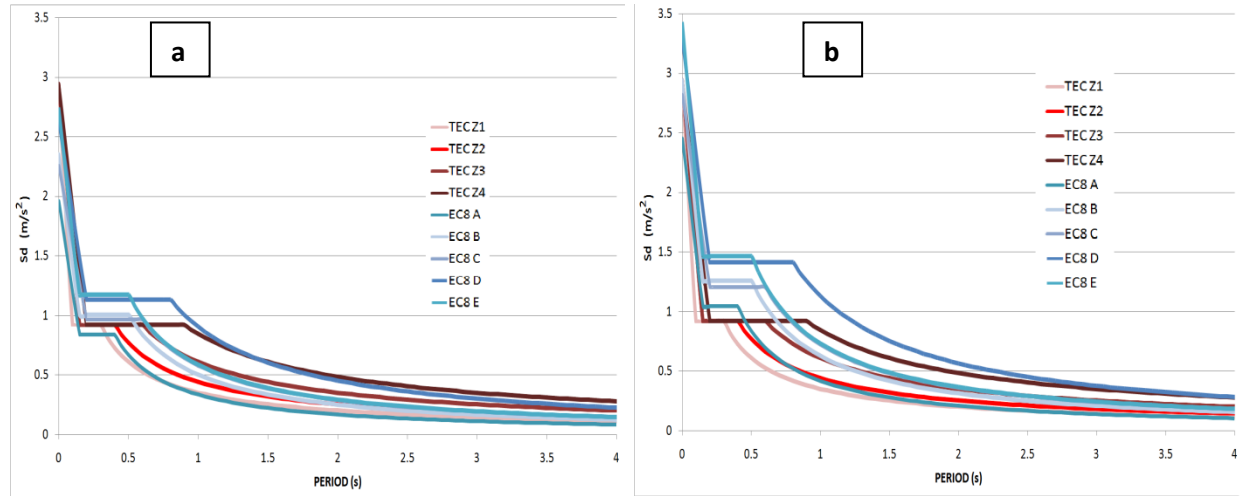 a
3.5
3
2.5
2
1.5
1
0.5
0
Sd (m/s²)
0 0.5 1 1.5 2 2.5 3 3.5 4
PERIOD (s)
TEC Z1
TEC Z2
TEC Z3
TEC Z4
EC8 A
EC8 B
EC8 C
EC8 D
EC8 E
b
3.5
3
2.5
2
1.5
1
0.5
0
Sd (m/s²)
0 0.5 1 1.5 2 2.5 3 3.5 4
PERIOD (s)
TEC Z1
TEC Z2
TEC Z3
TEC Z4
EC8 A
EC8 B
EC8 C
EC8 D
EC8 E